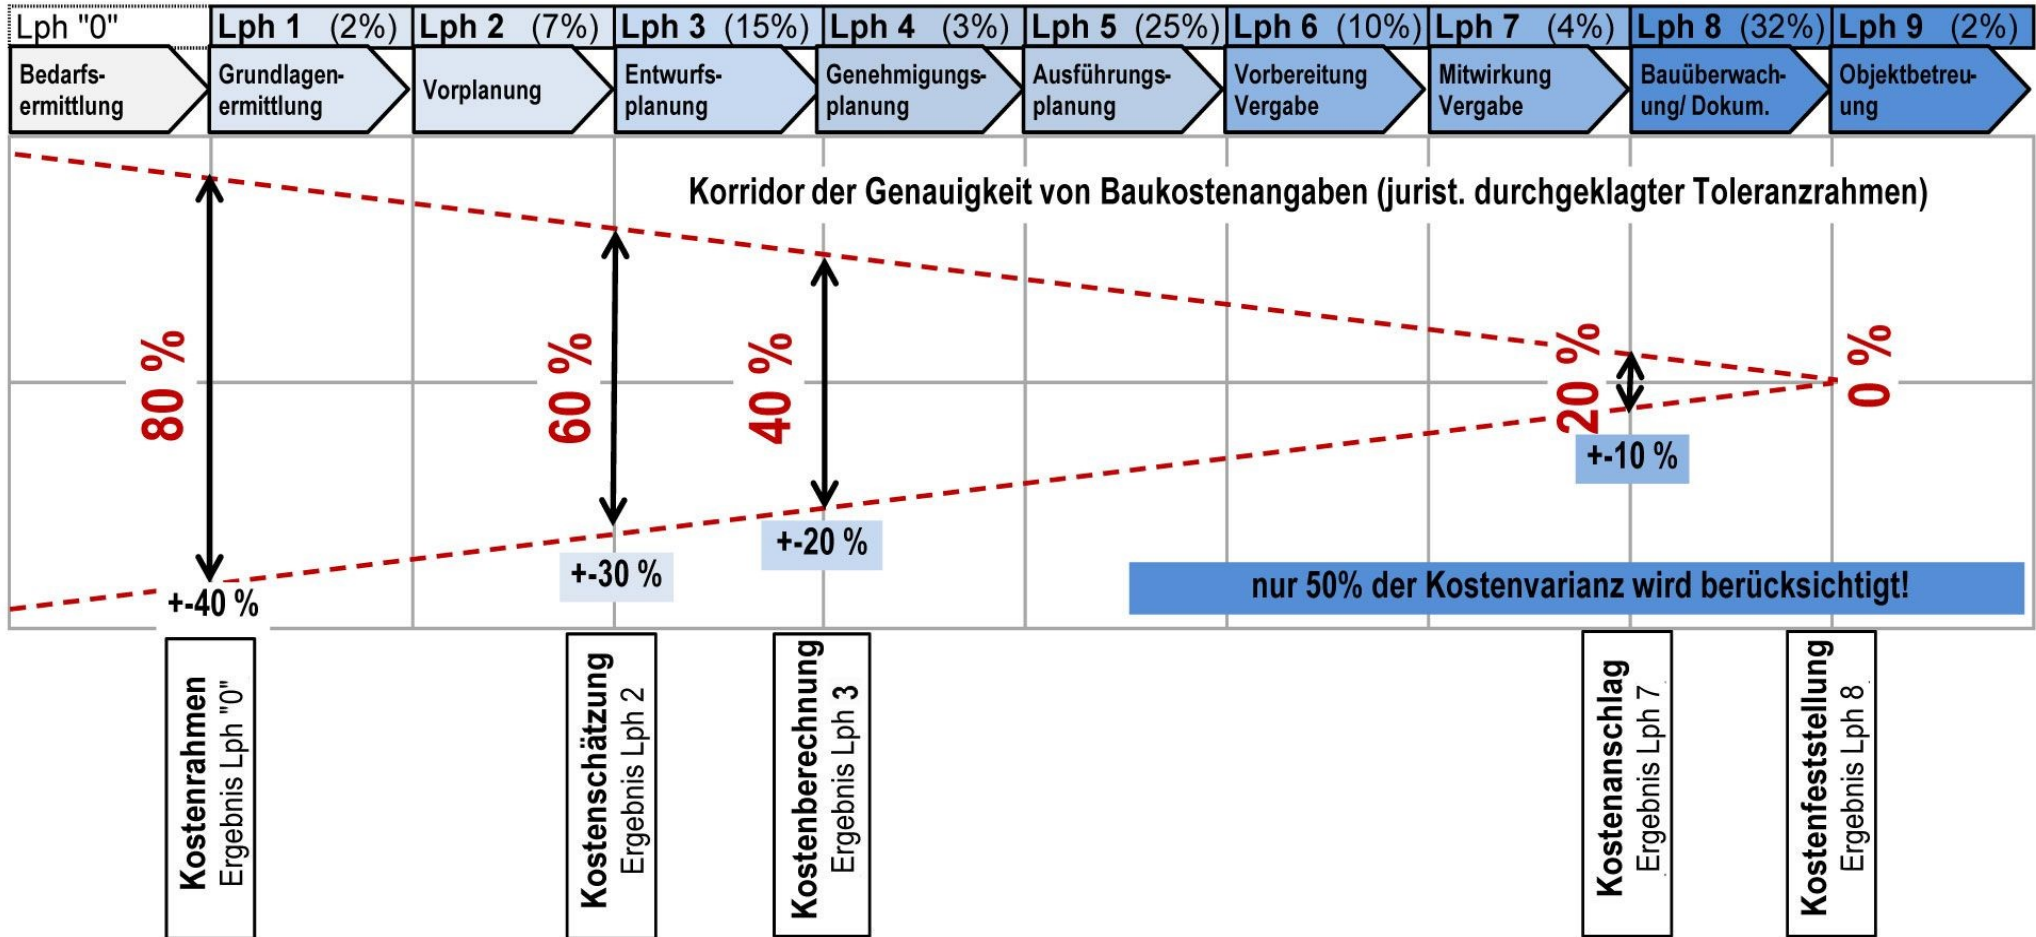 Lph "0"
Lph 1 (2%)
Lph 2 (7%)
Lph 3 (15%)
Lph 4 (3%)
Lph 5 (25%)
Lph 6 (10%)
Lph 7 (4%)
Lph 8 (32%)
Lph 9 (2%)
Bedarfs-
ermittlung
Grundlagen-
ermittlung
Vorplanung
Entwurfs-
planung
Genehmigungs-
planung
Ausführungs-
planung
Vorbereitung
Vergabe
Mitwirkung
Vergabe
Bauüberwach-
ung/ Dokum.
Objektbetreu-
ung
Korridor der Genauigkeit von Baukostenangaben (jurist. durchgeklagter Toleranzrahmen)
80 %
60 %
40 %
20 %
0 %
+-40 %
+-30 %
+-20 %
+-10 %
nur 50% der Kostenvarianz wird berücksichtigt!
Kostenrahmen
Ergebnis Lph "0"
Kostenschätzung
Ergebnis Lph 2
Kostenberechnung
Ergebnis Lph 3
Kostenanschlag
Ergebnis Lph 7
Kostenfeststellung
Ergebnis Lph 8